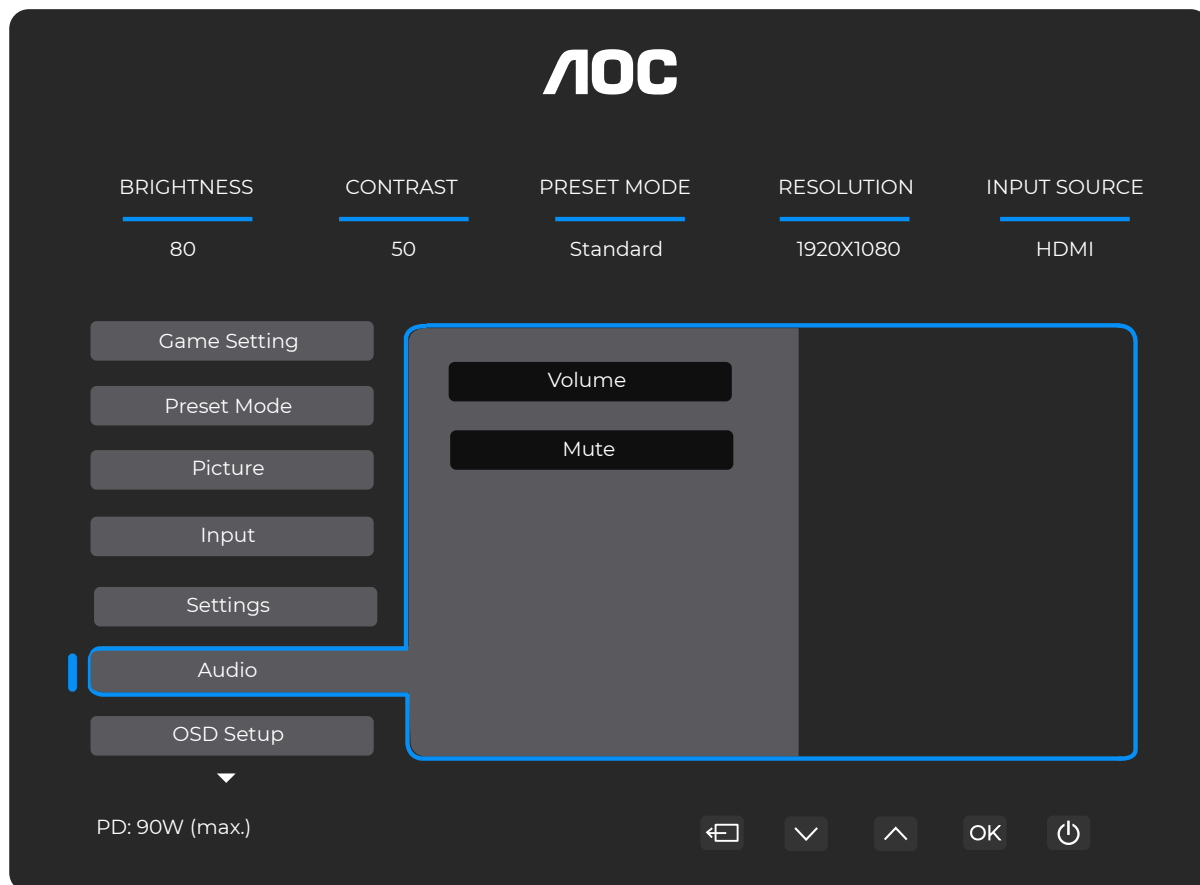 AOC
BRIGHTNESS CONTRAST PRESET MODE RESOLUTION INPUT SOURCE
80 50 Standard 1920X1080 HDMI
Game Setting
Volume
Preset Mode
Mute
Picture
Input
Settings
Audio
OSD Setup
PD: 90W (max.)
OK